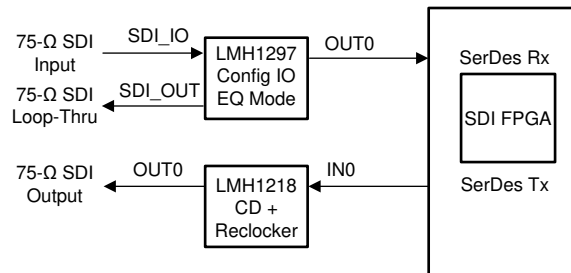 75-Ω SDI
Input
SDI_IO
LMH1297
Config IO
EQ Mode
OUT0
75-Ω SDI
Loop-Thru
SDI_OUT
SerDes Rx
SDI FPGA
SerDes Tx
75-Ω SDI
Output
OUT0
LMH1218
CD +
Reclocker
IN0